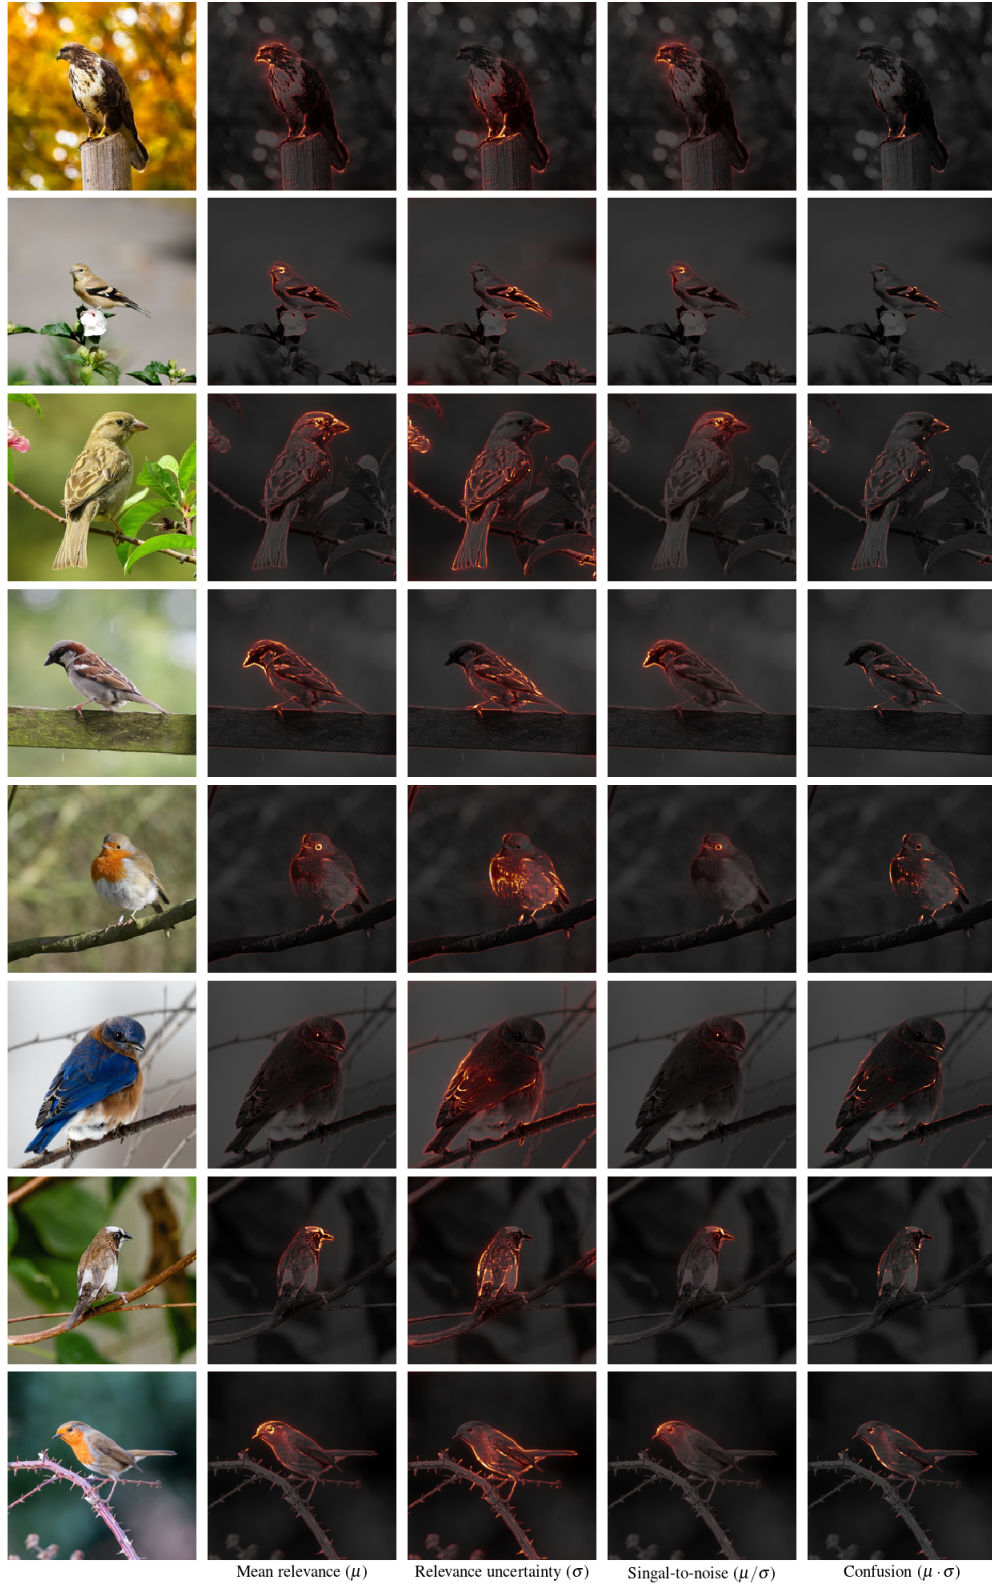 Mean relevance (μ) Relevance uncertainty (σ) Singal-to-noise (μ/σ) Confusion (μ · σ)